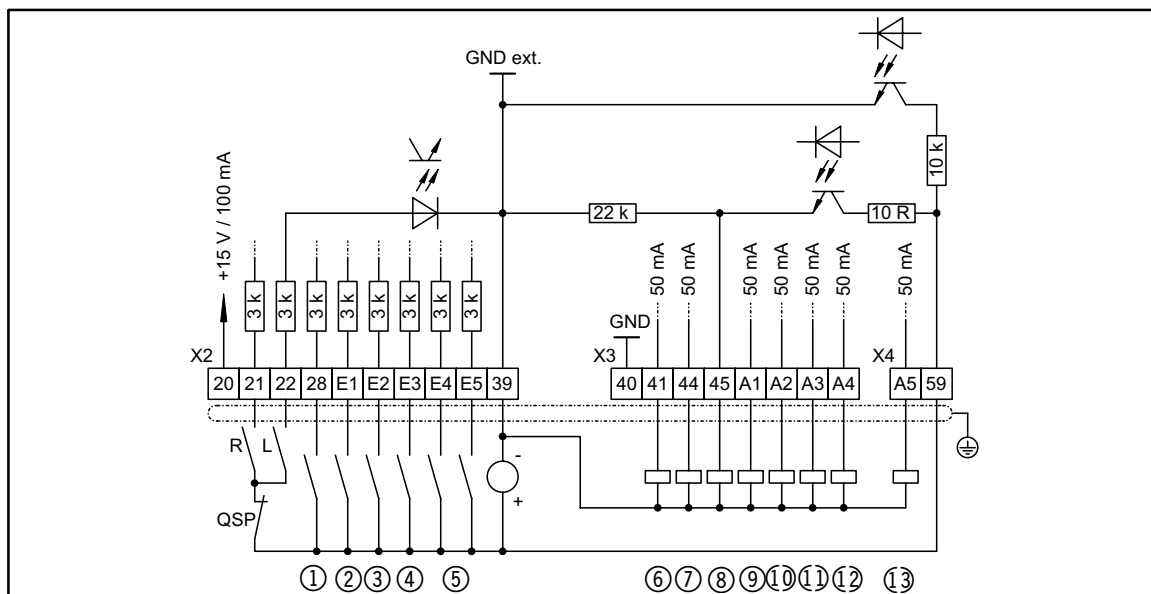 GND ext.
+15 V / 100 mA
10 k
22 k
10 R
3 k 3 k 3 k 3 k 3 k 3 k 3 k 3 k
50 mA 50 mA 50 mA 50 mA 50 mA 50 mA 50 mA
GND
X2 X3 X4
20 21 22 28 E1 E2 E3 E4 E5 39 40 41 44 45 A1 A2 A3 A4 A5 59
R L
-
+
QSP
① ② ③ ④ ⑤ ⑥ ⑦ ⑧ ⑨ ⑩ ⑪ ⑫ ⑬